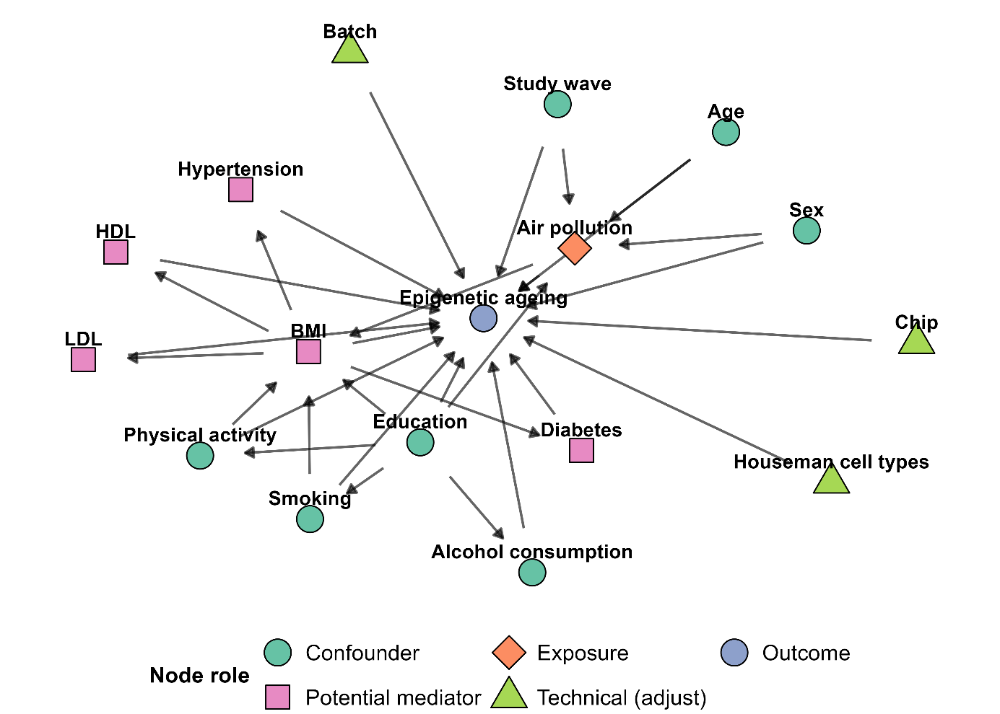 Batch
Study wave
Age
Hypertension
Sex
Air pollution
HDL
Epigenetic ageing
Chip
BMI
LDL
Education
Diabetes
Physical activity
Houseman cell types
Smoking
Alcohol consumption
Node role
Confounder
Exposure
Outcome
Potential mediator
Technical (adjust)